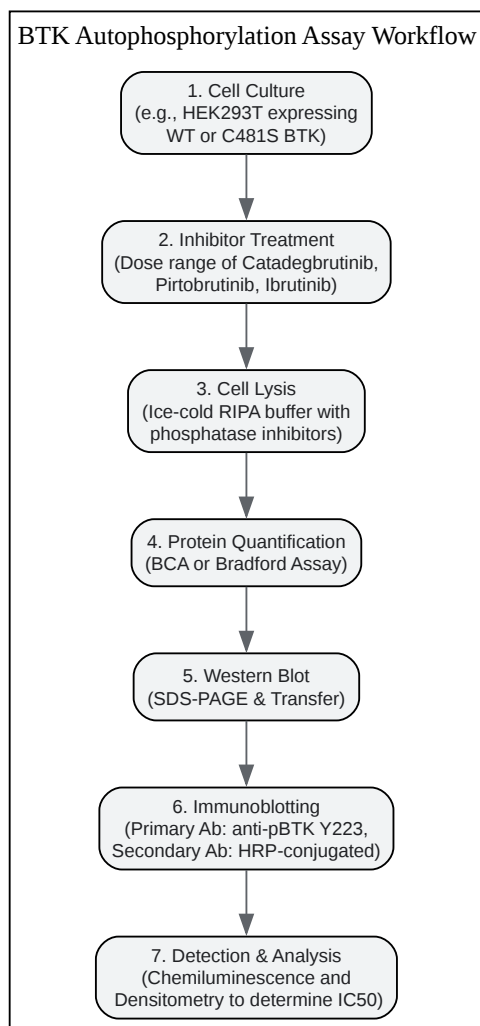 BTK Autophosphorylation Assay Workflow
1. Cell Culture
(e.g., HEK293T expressing
WT or C481S BTK)
2. Inhibitor Treatment
(Dose range of Catadegbrutinib,
Pirtobrutinib, Ibrutinib)
3. Cell Lysis
(Ice-cold RIPA buffer with
phosphatase inhibitors)
4. Protein Quantification
(BCA or Bradford Assay)
5. Western Blot
(SDS-PAGE & Transfer)
6. Immunoblotting
(Primary Ab: anti-pBTK Y223,
Secondary Ab: HRP-conjugated)
7. Detection & Analysis
(Chemiluminescence and
Densitometry to determine IC50)